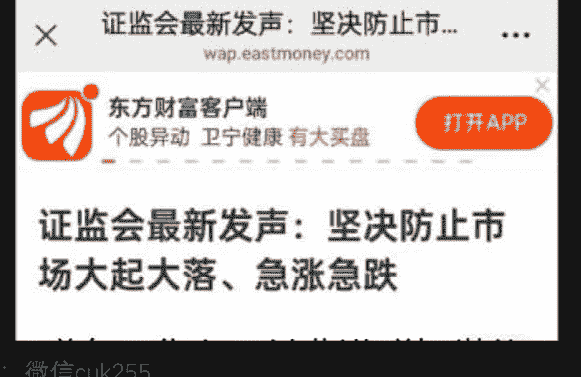 证监会最新发声：坚决防止市...
wap.eastmoney.com
东方财富客户端
个股异动 卫宁健康 有大买盘
打开APP
证监会最新发声：坚决防止市
场大起大落、急涨急跌
：微信cuk255